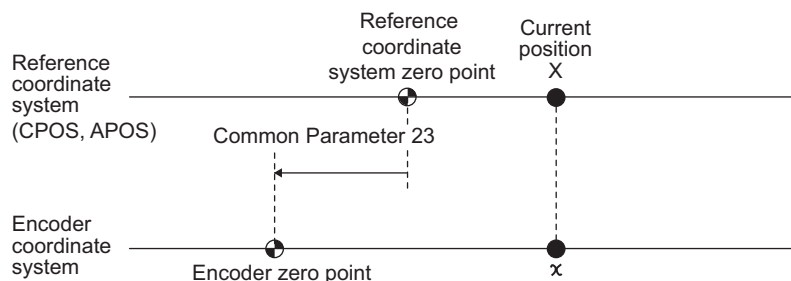 Reference
coordinate
system
(CPOS, APOS)
Reference
coordinate
system zero point
Current
position
X
Common Parameter 23
Encoder
coordinate
system
Encoder zero point
x